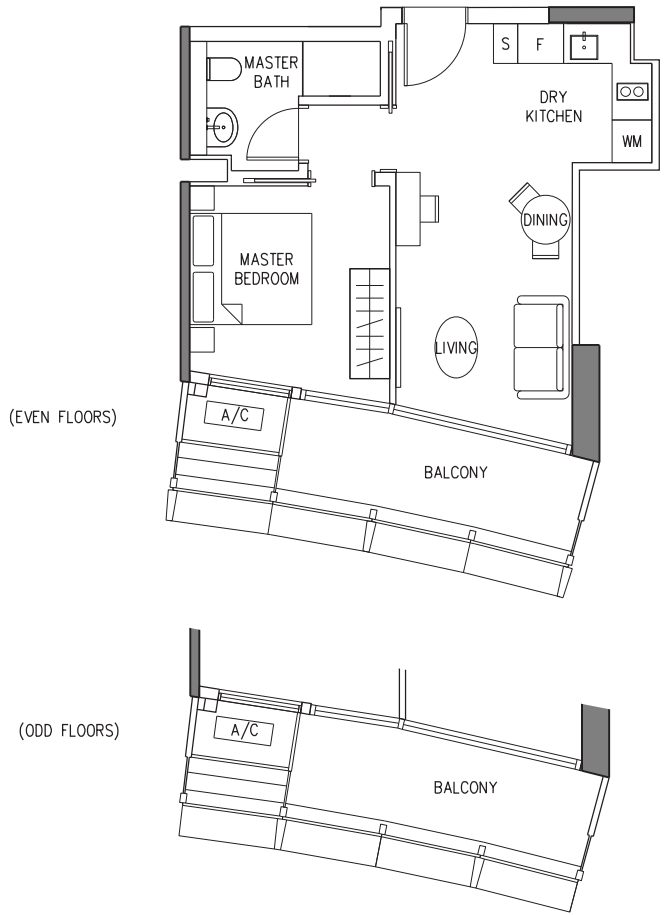 S
F
MASTER
BATH
DRY
KITCHEN
WM
DINING
MASTER
BEDROOM
LIVING
(EVEN FLOORS)
A/C
BALCONY
(ODD FLOORS)
A/C
BALCONY